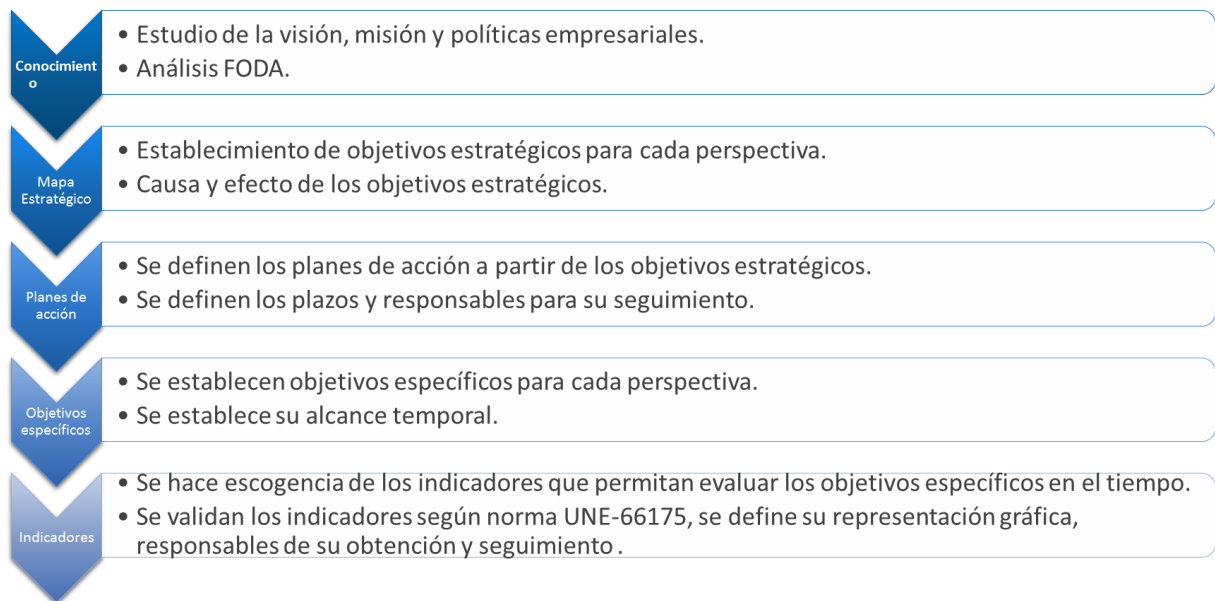 Conocimient
o
• Estudio de la visión, misión y políticas empresariales.
• Análisis FODA.
Mapa
Estratégico
• Establecimiento de objetivos estratégicos para cada perspectiva.
• Causa y efecto de los objetivos estratégicos.
Planes de
acción
• Se definen los planes de acción a partir de los objetivos estratégicos.
• Se definen los plazos y responsables para su seguimiento.
Objetivos
específicos
• Se establecen objetivos específicos para cada perspectiva.
• Se establece su alcance temporal.
Indicadores
• Se hace escogencia de los indicadores que permitan evaluar los objetivos específicos en el tiempo.
• Se validan los indicadores según norma UNE-66175, se define su representación gráfica,
responsables de su obtención y seguimiento .